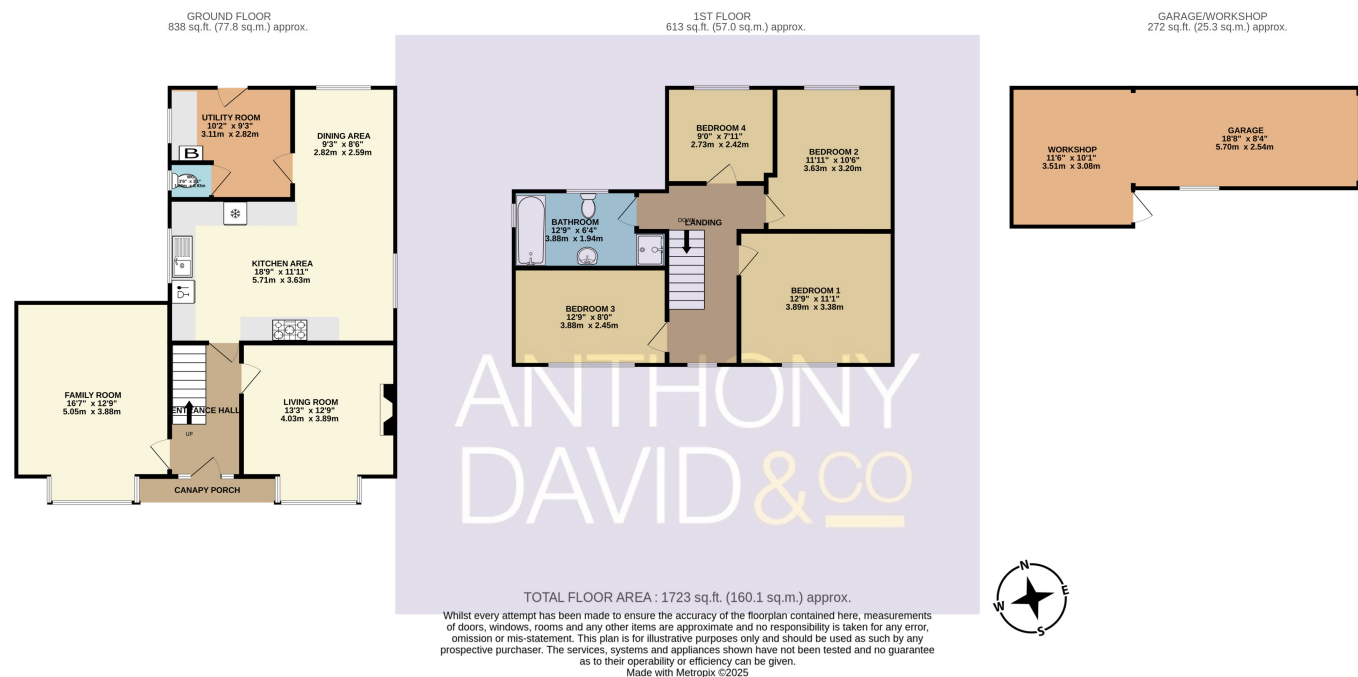 GROUND FLOOR
838 sq.ft. (77.8 sq.m.) approx.
1ST FLOOR
613 sq.ft. (57.0 sq.m.) approx.
GARAGE/WORKSHOP
272 sq.ft. (25.3 sq.m.) approx.
UTILITY ROOM
10'2" x 9'3"
3.11m x 2.82m
B
DINING AREA
9'3" x 8'6"
2.82m x 2.59m
KITCHEN AREA
18'9" x 11'11"
5.71m x 3.63m
FAMILY ROOM
16'7" x 12'9"
5.05m x 3.88m
ENTRANCE HALL
UP
LIVING ROOM
13'3" x 12'9"
4.03m x 3.89m
CANOPY PORCH
BEDROOM 4
9'0" x 7'11"
2.73m x 2.42m
BEDROOM 2
11'11" x 10'6"
3.63m x 3.20m
BATHROOM
12'9" x 6'4"
3.88m x 1.94m
DOWN
LANDING
BEDROOM 3
12'9" x 8'0"
3.88m x 2.45m
BEDROOM 1
12'9" x 11'1"
3.89m x 3.38m
WORKSHOP
11'6" x 10'1"
3.51m x 3.08m
GARAGE
18'8" x 8'4"
5.70m x 2.54m
ANTHONY
DAVID & CO
N
E
S
W
TOTAL FLOOR AREA : 1723 sq.ft. (160.1 sq.m.) approx.
Whilst every attempt has been made to ensure the accuracy of the floorplan contained here, measurements
of doors, windows, rooms and any other items are approximate and no responsibility is taken for any error,
omission or mis-statement. This plan is for illustrative purposes only and should be used as such by any
prospective purchaser. The services, systems and appliances shown have not been tested and no guarantee
as to their operability or efficiency can be given.
Made with Metropix ©2025